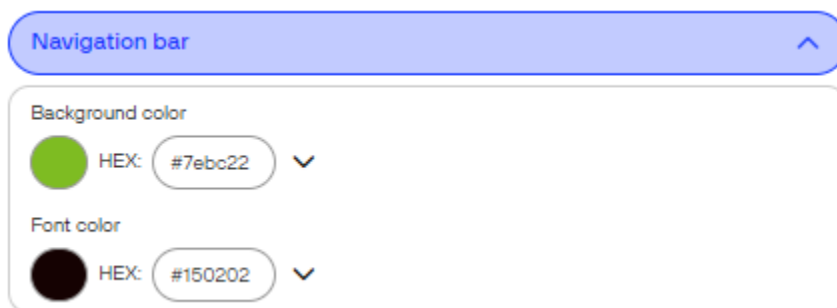 Navigation bar
Background color
HEX: #7ebc22
Font color
HEX: #150202